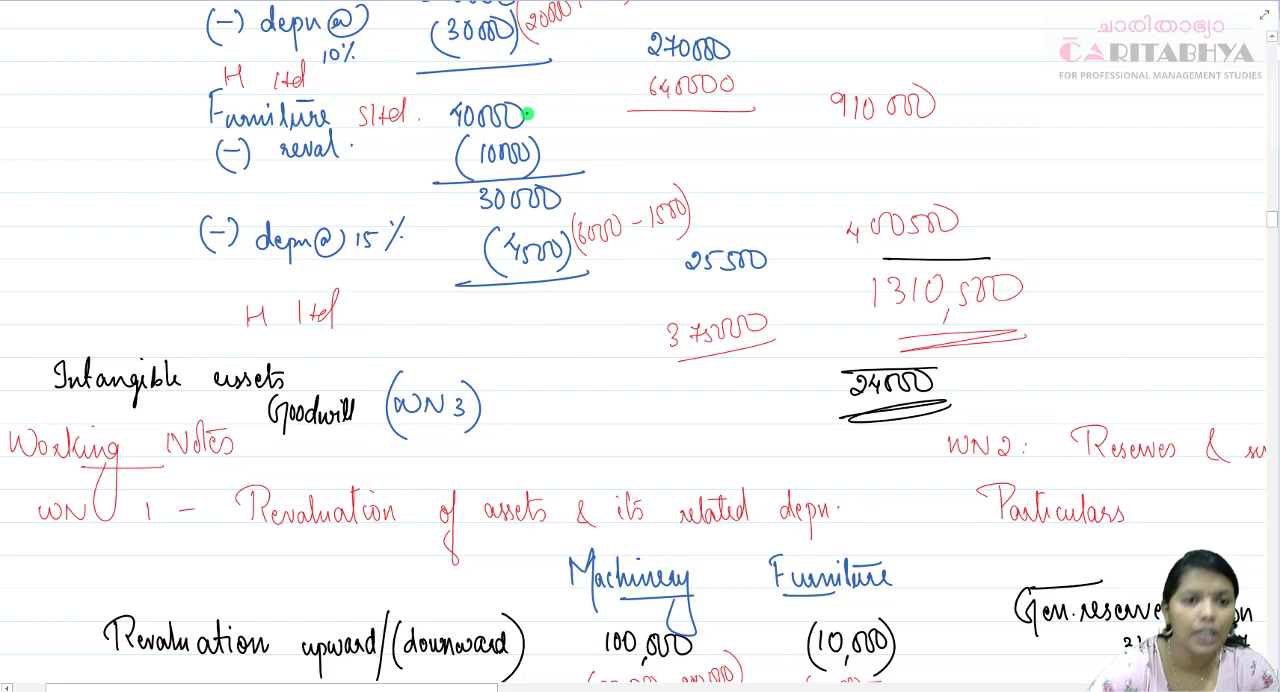 (-) depn @ (30000) (20000+
10%
270000
ചാരിതാഭ്യാ
CARITABHYA
FOR PROFESSIONAL MANAGEMENT STUDIES
H ltd 640000 910000
Furniture S ltd. 40000
(-) reval. (10000)
30000
(-) depn @ 15% (4500) (6000 - 1500) 25500 400500
1310,500
H ltd 375000
Intangible assets 24000
Goodwill (WN 3)
Working Notes WN 2: Reserves &
WN 1 - Revaluation of assets & its related depn. Particulars
Machinery Furniture
Gen. reserve
Revaluation upward/(downward) 100,000 (10,000)